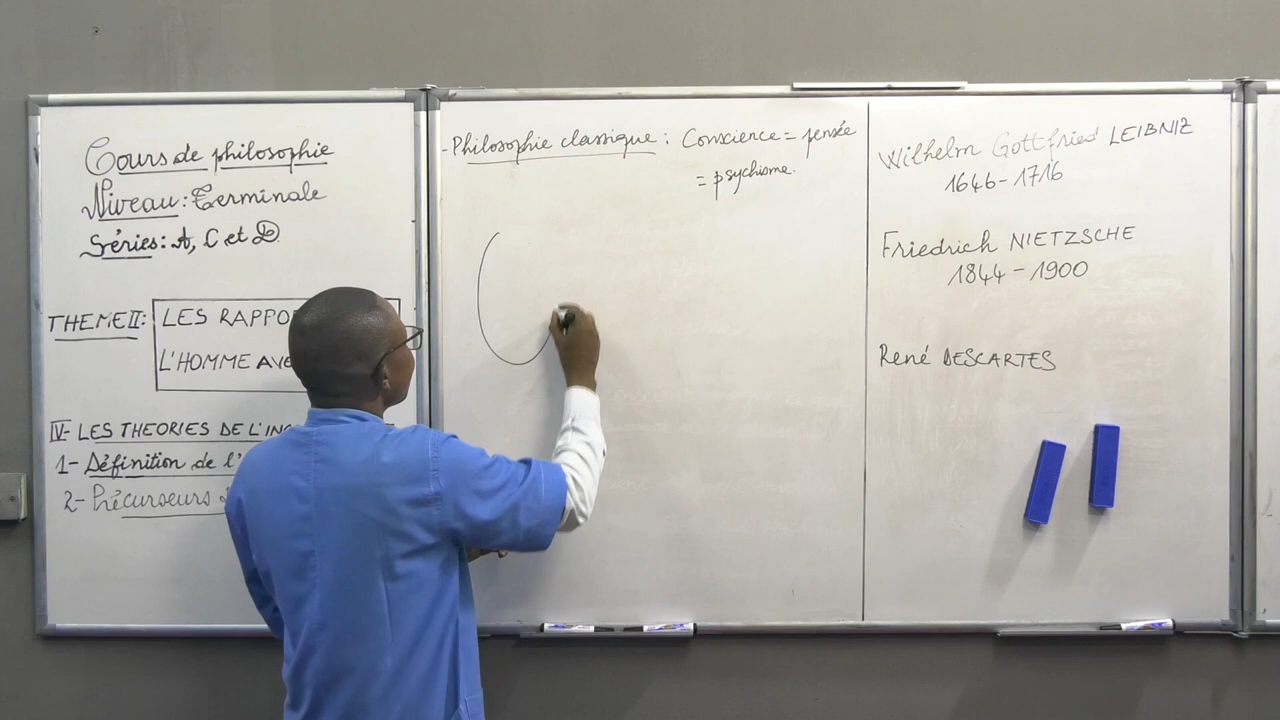 Cours de philosophie
Niveau : Terminale
Séries : A, C et D
THEME II : LES RAPPO
L'HOMME AVE
IV- LES THEORIES DE L'INC
1- Définition de l'
2- Précurseurs
- Philosophie classique : Conscience = pensée
= psychisme.
Wilhelm Gottfried LEIBNIZ
1646 - 1716
Friedrich NIETZSCHE
1844 - 1900
René DESCARTES